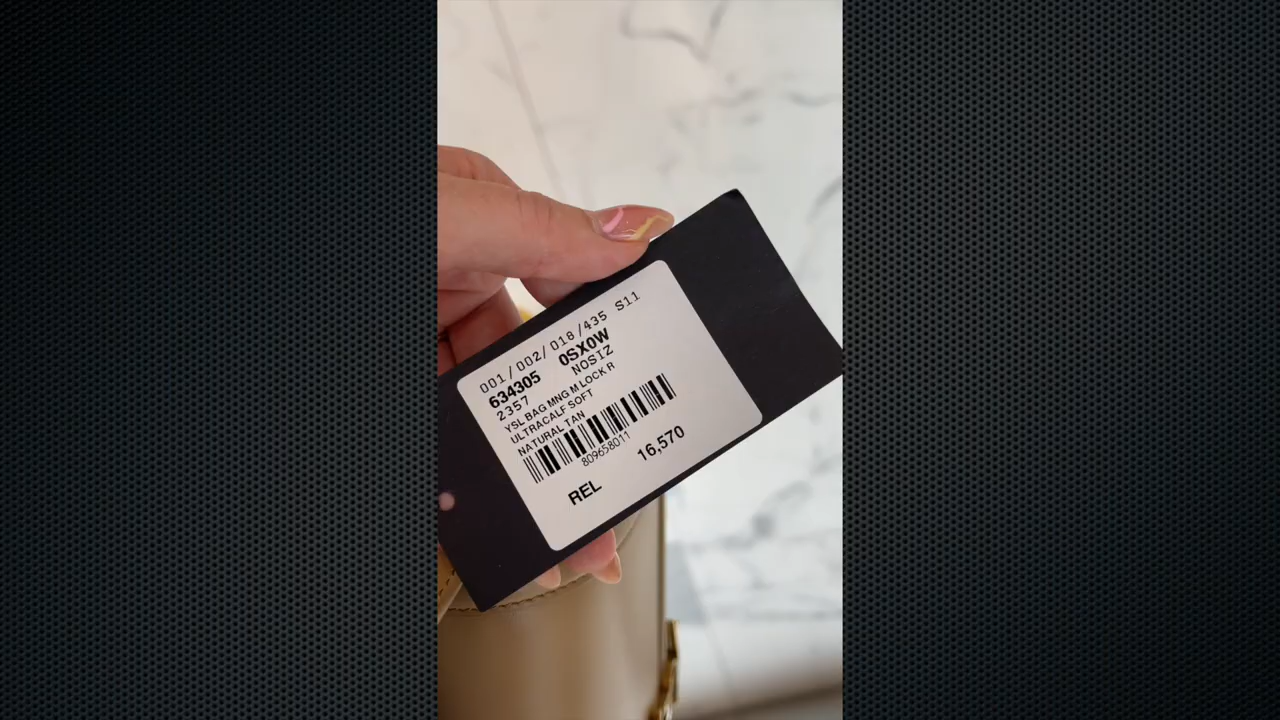 001/002/ 018/435 S11
634305 0SX0W
2357 NOSIZ
YSL BAG MNG M LOCK R
ULTRACALF SOFT
NATURAL TAN
809658011
16,570
REL